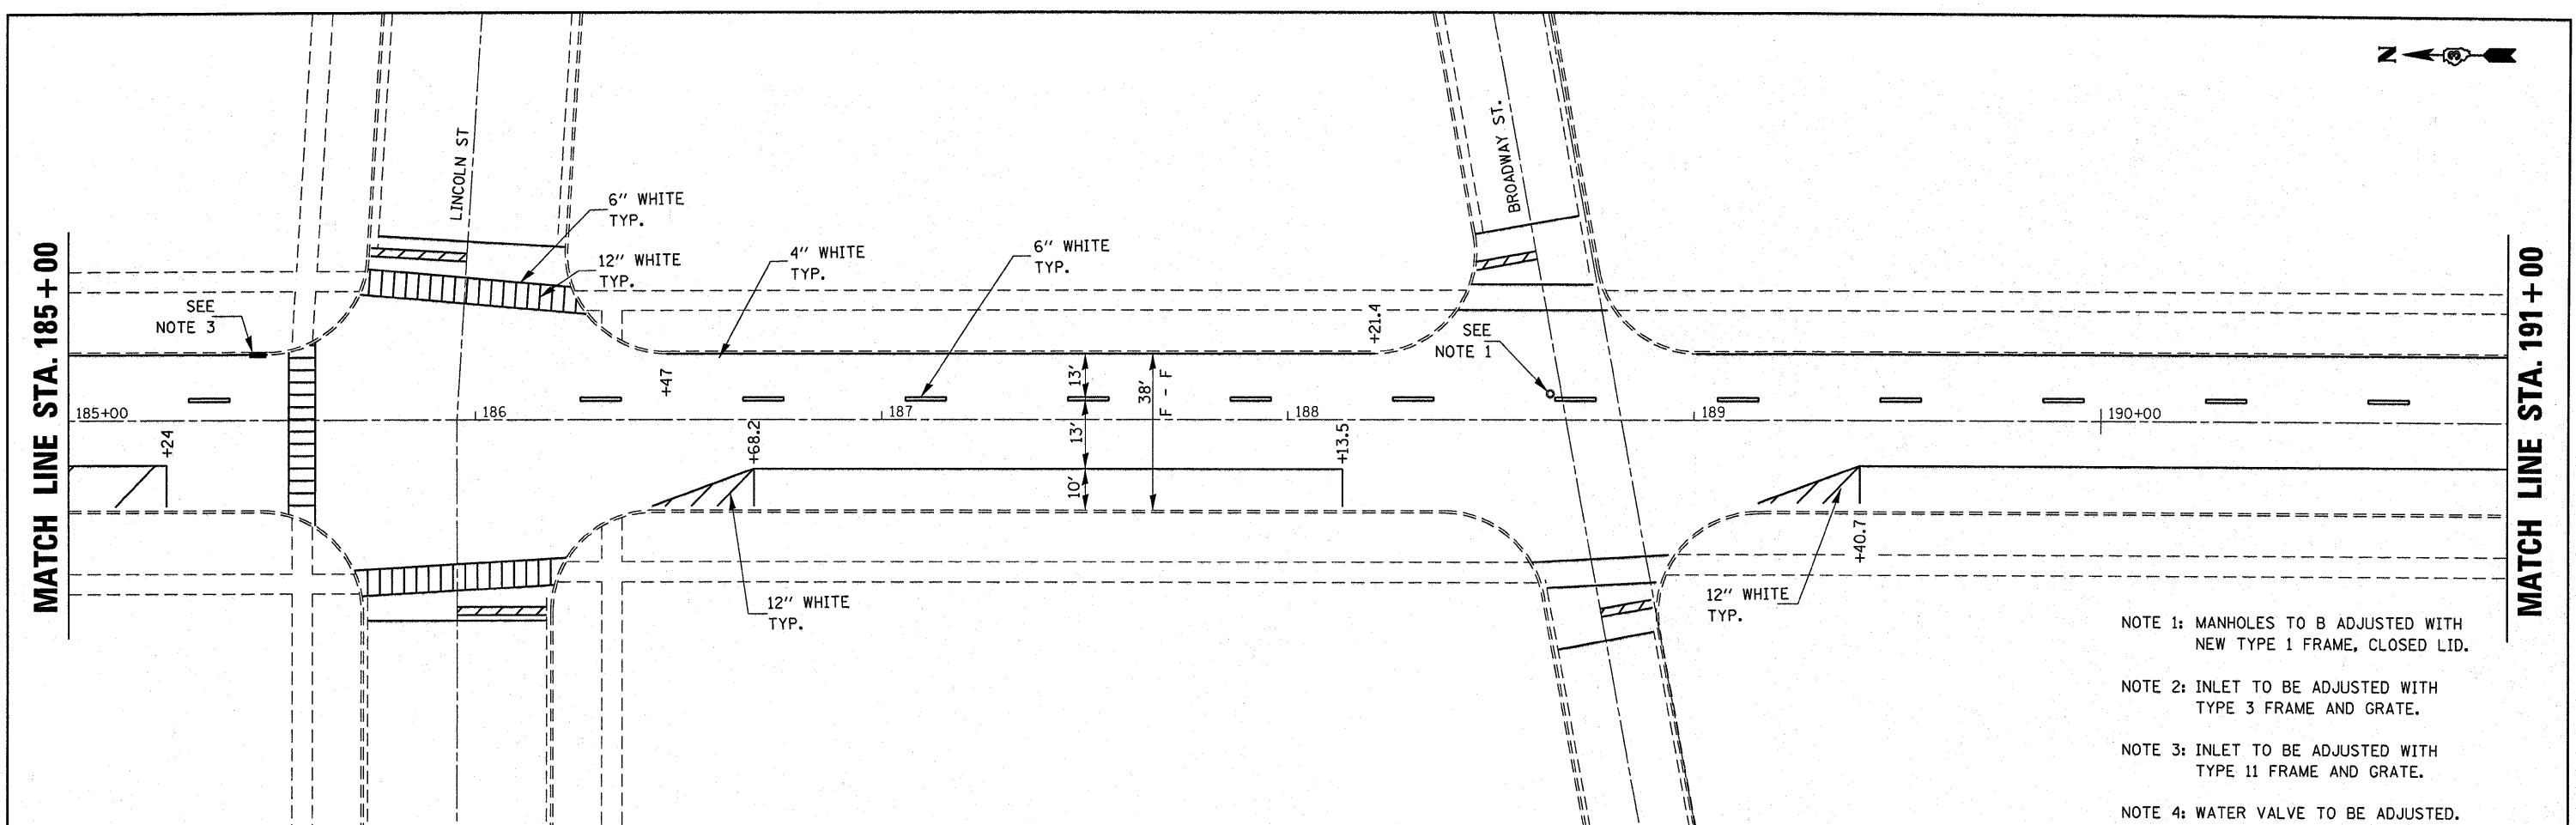 N
3
LINCOLN ST
BROADWAY ST.
6" WHITE
TYP.
12" WHITE
TYP.
4" WHITE
TYP.
6" WHITE
TYP.
MATCH LINE STA. 185+00
SEE
NOTE 3
185+00
+24
186
+47
+68.2
187
13'
13'
10'
38'
F - F
188
+13.5
+21.4
SEE
NOTE 1
189
190+00
+40.7
MATCH LINE STA. 191+00
12" WHITE
TYP.
12" WHITE
TYP.
NOTE 1: MANHOLES TO B ADJUSTED WITH
NEW TYPE 1 FRAME, CLOSED LID.
NOTE 2: INLET TO BE ADJUSTED WITH
TYPE 3 FRAME AND GRATE.
NOTE 3: INLET TO BE ADJUSTED WITH
TYPE 11 FRAME AND GRATE.
NOTE 4: WATER VALVE TO BE ADJUSTED.